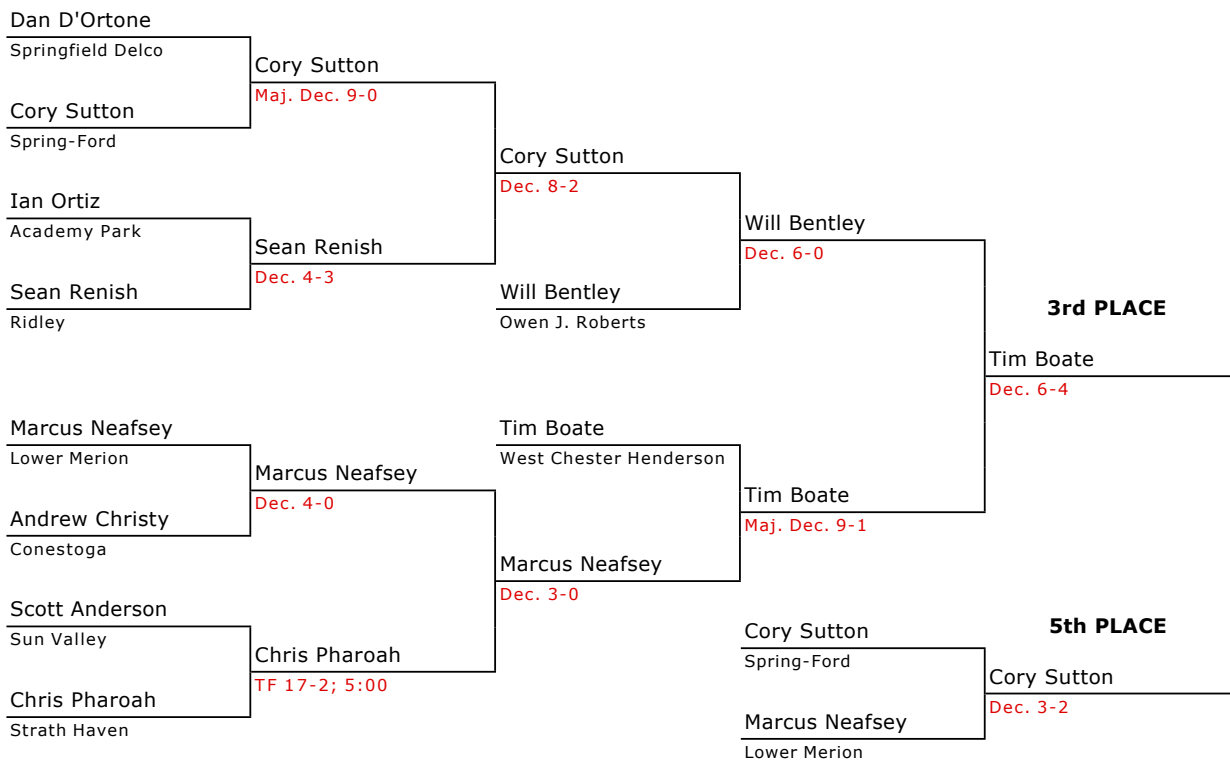 Dan D'Ortone
Springfield Delco
Cory Sutton
Maj. Dec. 9-0
Cory Sutton
Spring-Ford
Cory Sutton
Dec. 8-2
Ian Ortiz
Academy Park
Will Bentley
Dec. 6-0
Sean Renish
Dec. 4-3
Sean Renish
Ridley
Will Bentley
Owen J. Roberts
3rd PLACE
Tim Boate
Dec. 6-4
Marcus Neafsey
Lower Merion
Tim Boate
West Chester Henderson
Marcus Neafsey
Dec. 4-0
Tim Boate
Maj. Dec. 9-1
Andrew Christy
Conestoga
Marcus Neafsey
Dec. 3-0
Scott Anderson
Sun Valley
5th PLACE
Cory Sutton
Spring-Ford
Chris Pharoah
TF 17-2; 5:00
Cory Sutton
Dec. 3-2
Chris Pharoah
Strath Haven
Marcus Neafsey
Lower Merion